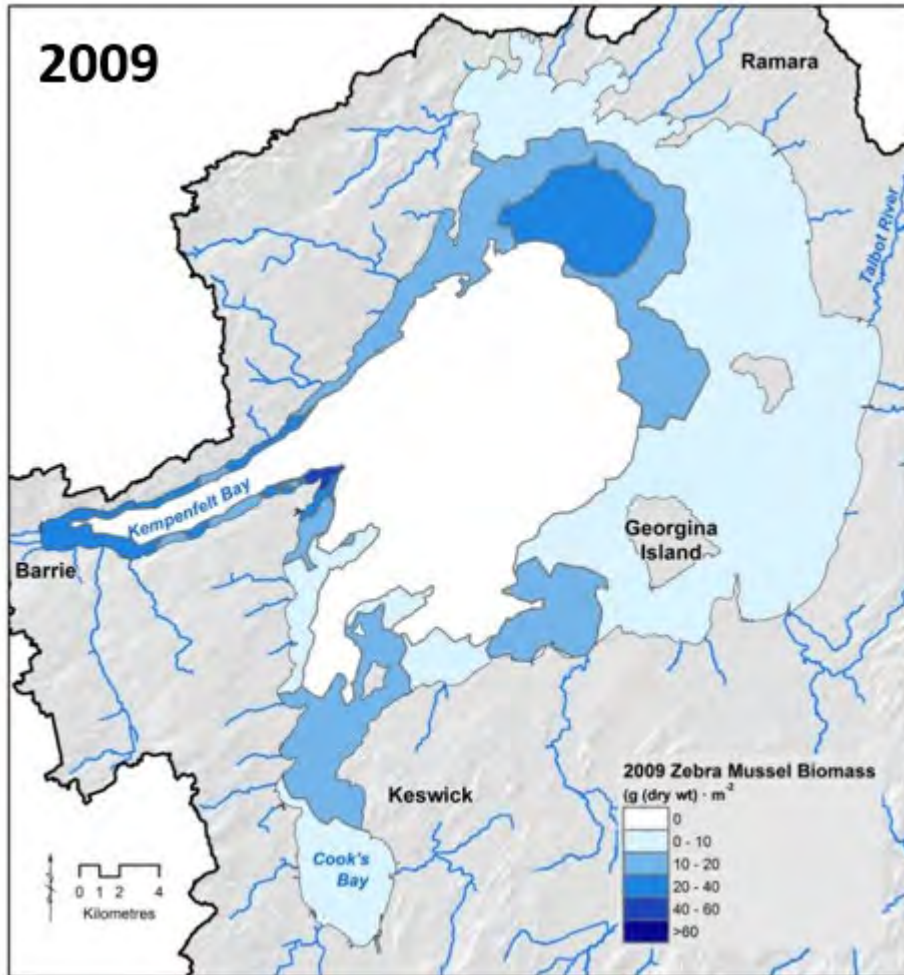 2009
Ramara
Talbot River
Kempenfelt Bay
Barrie
Georgina
Island
Keswick
Cook's
Bay
0 1 2 4
Kilometres
2009 Zebra Mussel Biomass
(g (dry wt) · m⁻²
0
0 - 10
10 - 20
20 - 40
40 - 60
>60